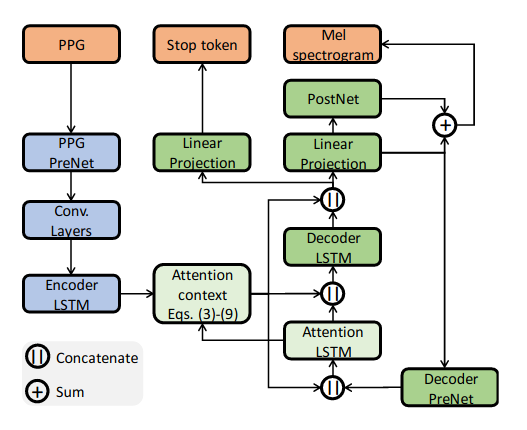 PPG
Stop token
Mel
spectrogram
PostNet
PPG
PreNet
Linear
Projection
Linear
Projection
+
Conv.
Layers
||
Decoder
LSTM
Encoder
LSTM
Attention
context
Eqs. (3)-(9)
||
Attention
LSTM
|| Concatenate
+ Sum
||
Decoder
PreNet